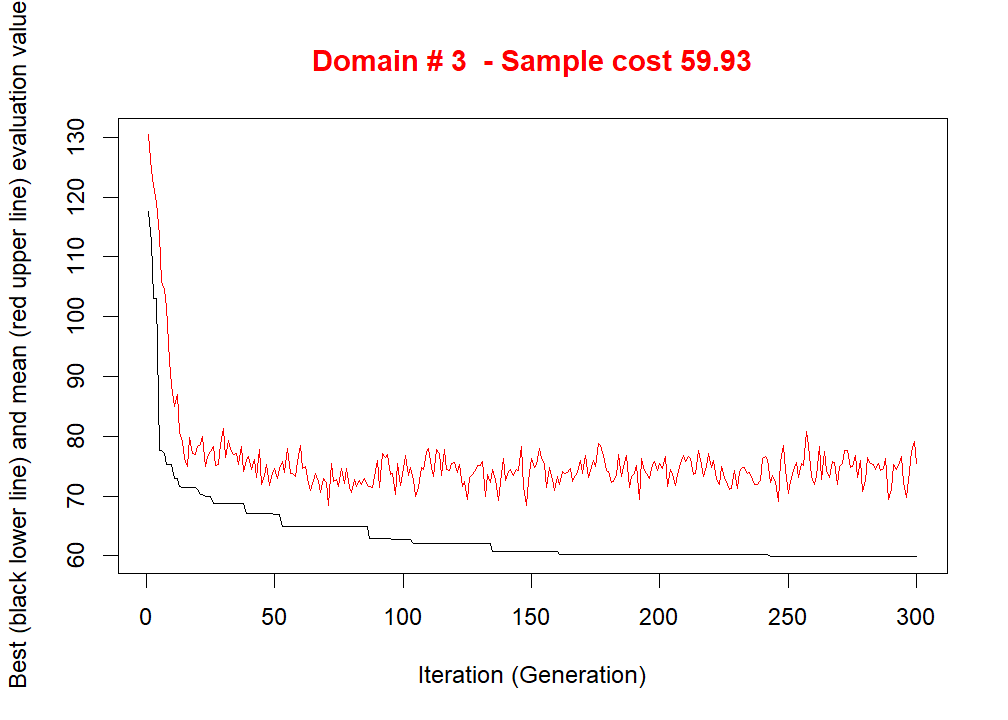 Domain # 3  - Sample cost 59.93
Best (black lower line) and mean (red upper line) evaluation value
130
120
110
100
90
80
70
60
0 50 100 150 200 250 300
Iteration (Generation)